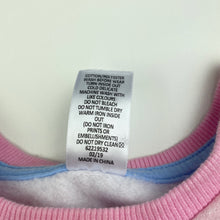 COTTON/POLYESTER
WASH BEFORE WEAR
TURN INSIDE OUT
COLD DELICATE
MACHINE WASH WITH
LIKE COLOURS
DO NOT BLEACH
DO NOT TUMBLE DRY
WARM IRON INSIDE
OUT
(DO NOT IRON
PRINTS OR
EMBELLISHMENTS)
DO NOT DRYCLEAN
62219532
02/19
MADE IN CHINA